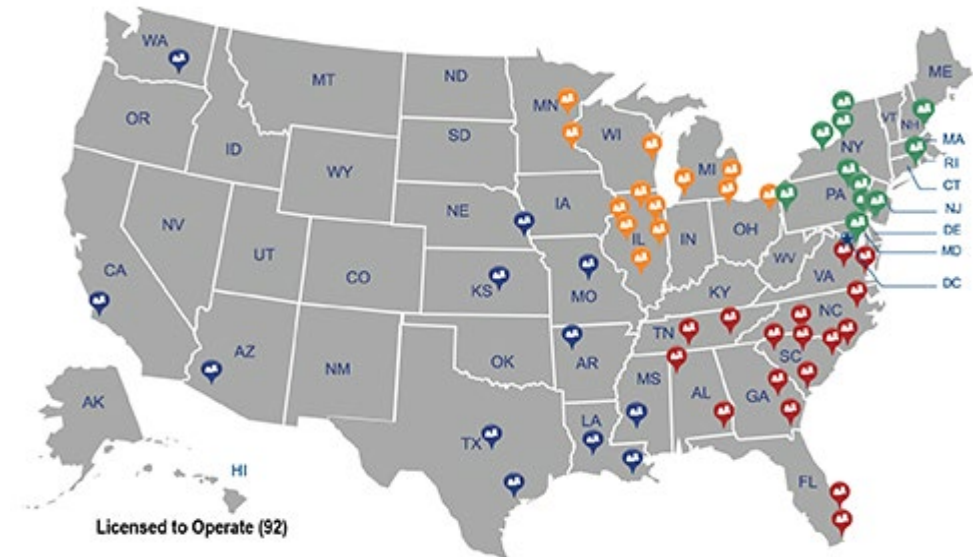 WA
MT
ND
MN
ME
OR
ID
SD
WI
VT
NH
MA
WY
MI
NY
RI
CT
NV
NE
IA
PA
NJ
UT
CO
IL
IN
OH
DE
MD
CA
KS
MO
WV
VA
DC
KY
AZ
NM
OK
AR
TN
NC
MS
AL
GA
SC
AK
TX
LA
HI
FL
Licensed to Operate (92)